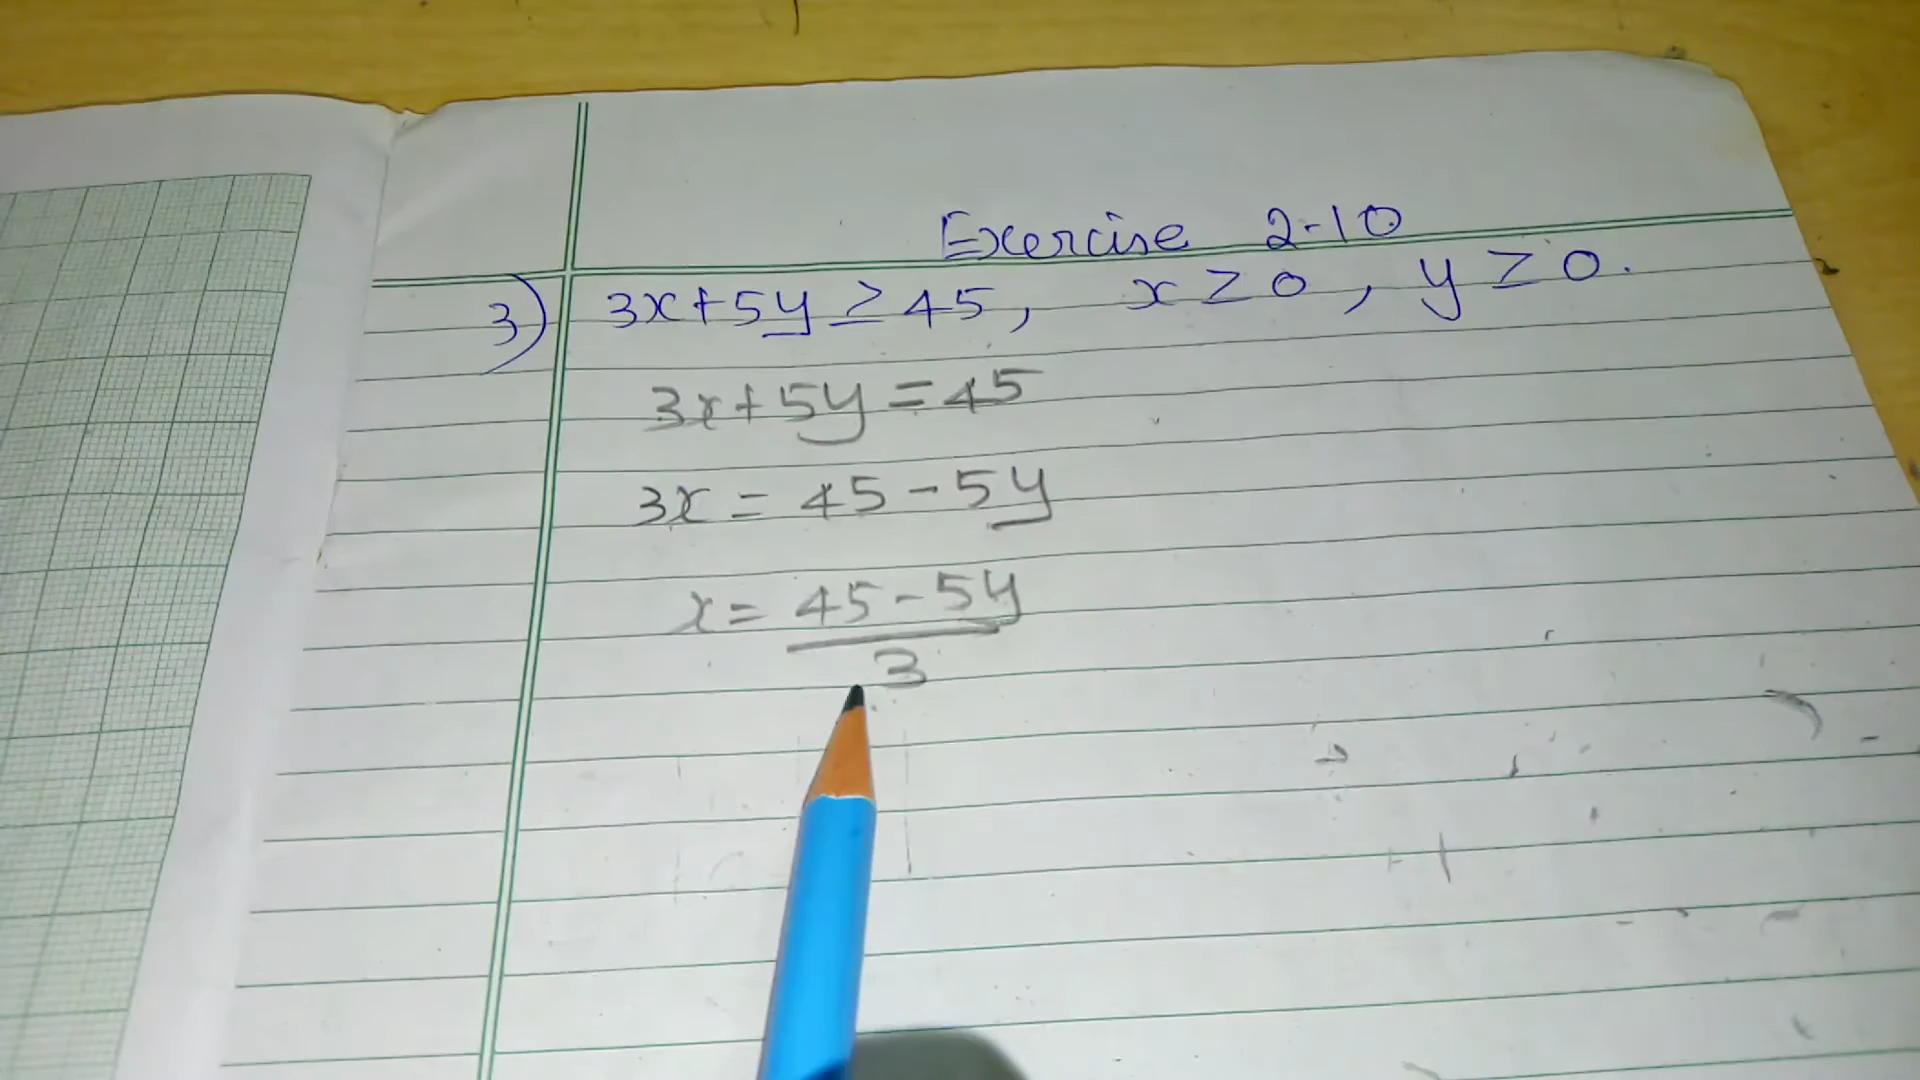 Exercise 2.10
3) 3x+5y ≥ 45, x ≥ 0, y ≥ 0.
3x+5y = 45
3x = 45-5y
x = 45-5y
3